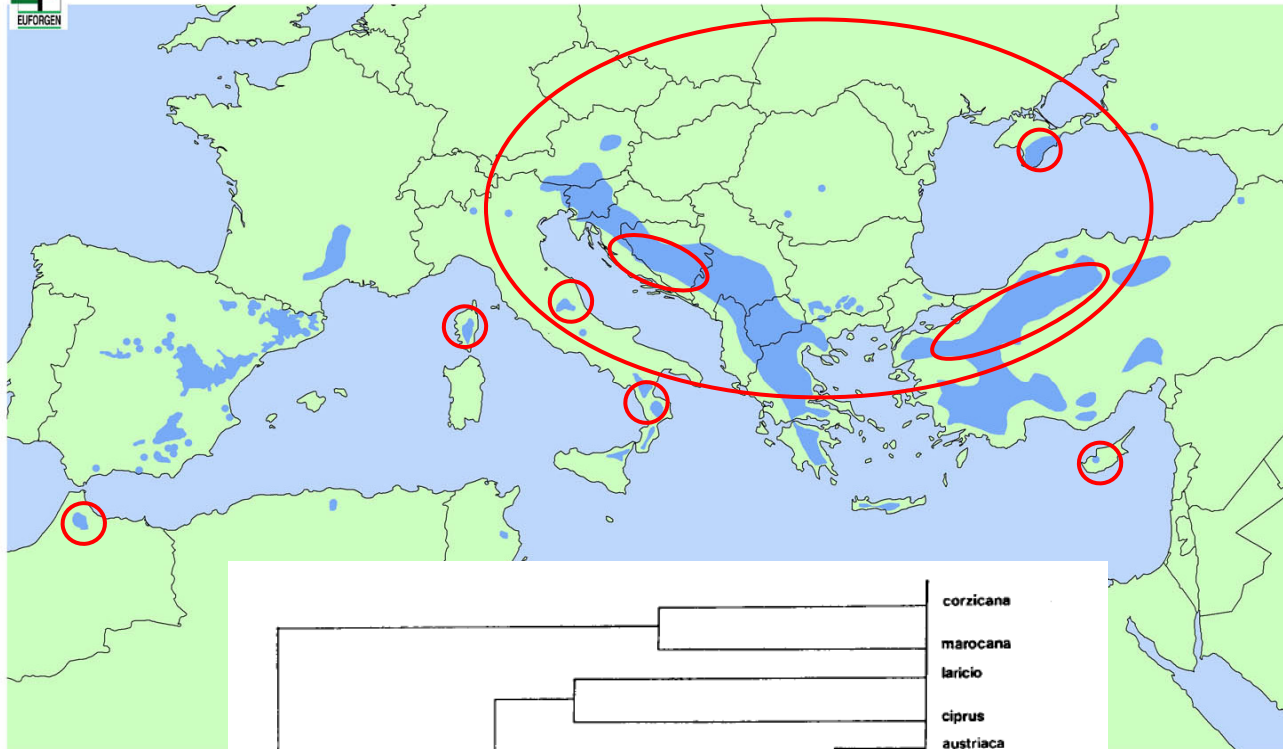 EUFORGEN
corzicana
marocana
laricio
ciprus
austriaca